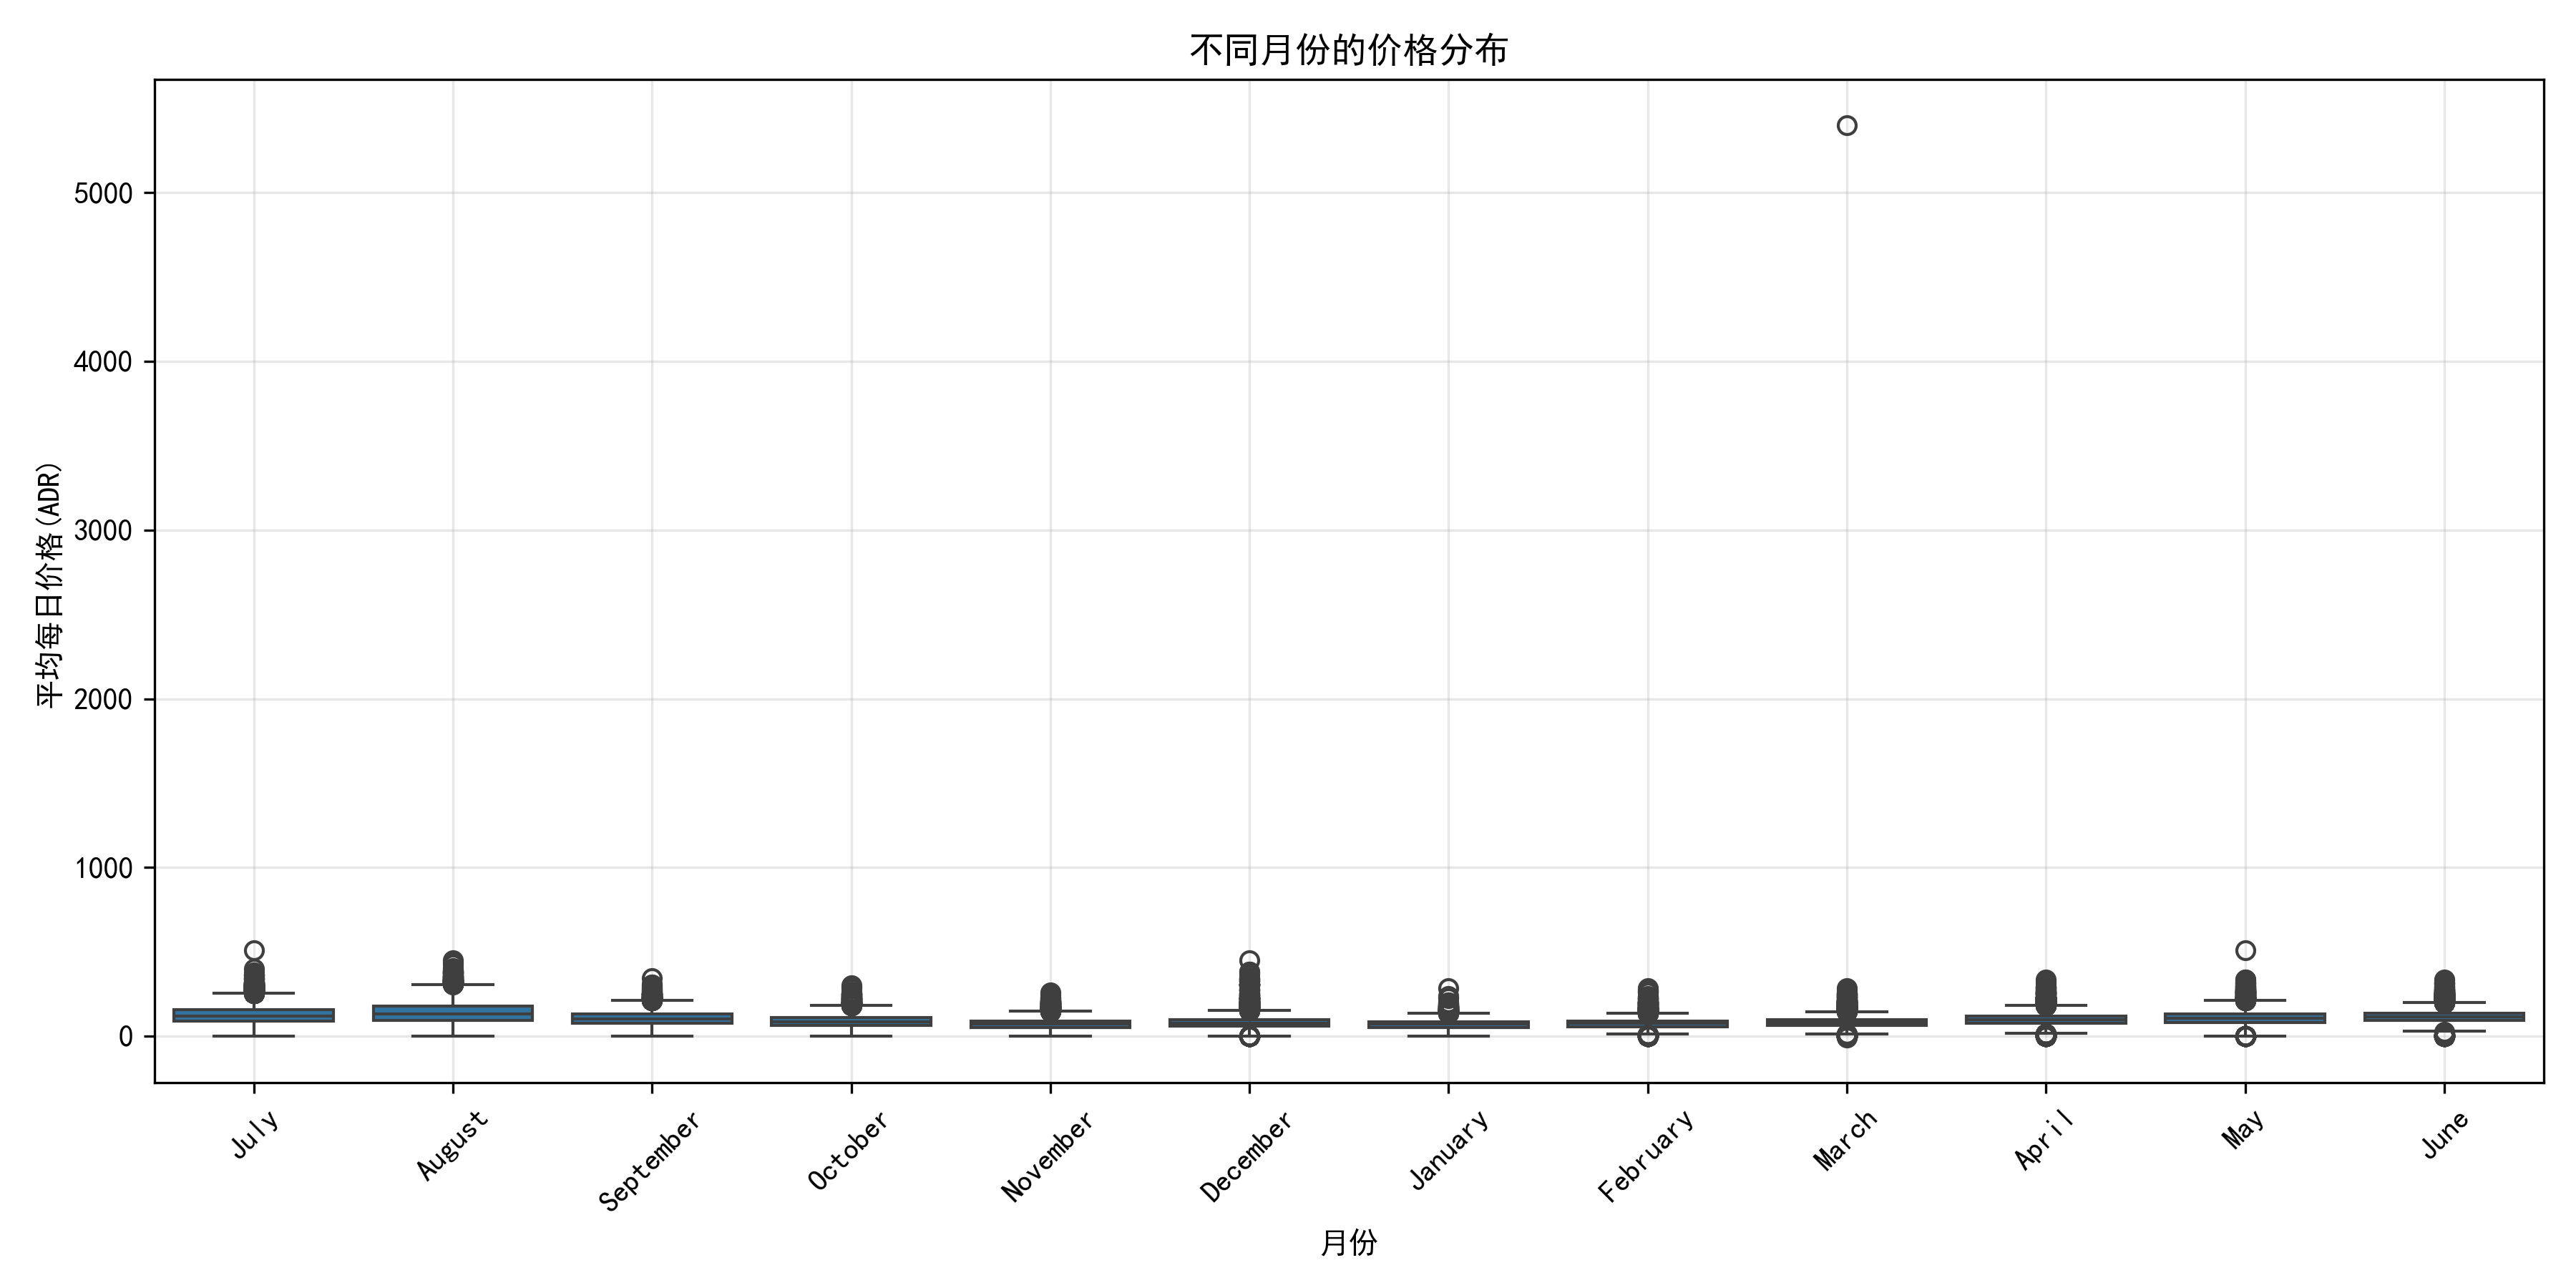 不同月份的价格分布
平均每日价格(ADR)
5000
4000
3000
2000
1000
0
July
August
September
October
November
December
January
February
March
April
May
June
月份